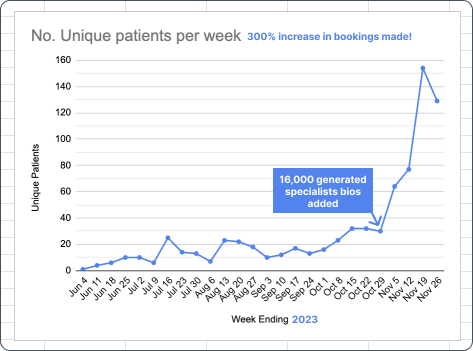 No. Unique patients per week 300% increase in bookings made!
160
140
120
100
80
60
40
20
0
Unique Patients
16,000 generated
specialists bios
added
Jun 4
Jun 11
Jun 18
Jun 25
Jul 2
Jul 9
Jul 16
Jul 23
Jul 30
Aug 6
Aug 13
Aug 20
Aug 27
Sep 3
Sep 10
Sep 17
Sep 24
Oct 1
Oct 8
Oct 15
Oct 22
Oct 29
Nov 5
Nov 12
Nov 19
Nov 26
Week Ending 2023